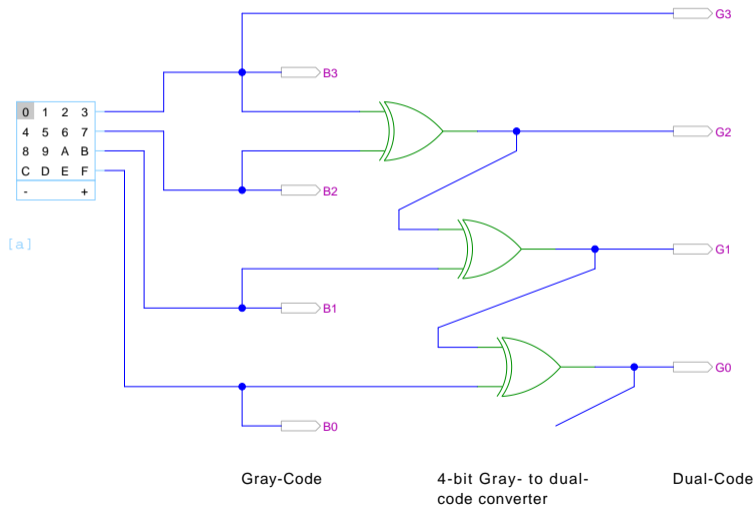 G3
B3
0 1 2 3
4 5 6 7
8 9 A B
C D E F
- +
G2
B2
[a]
G1
B1
G0
B0
Gray-Code
4-bit Gray- to dual-
code converter
Dual-Code